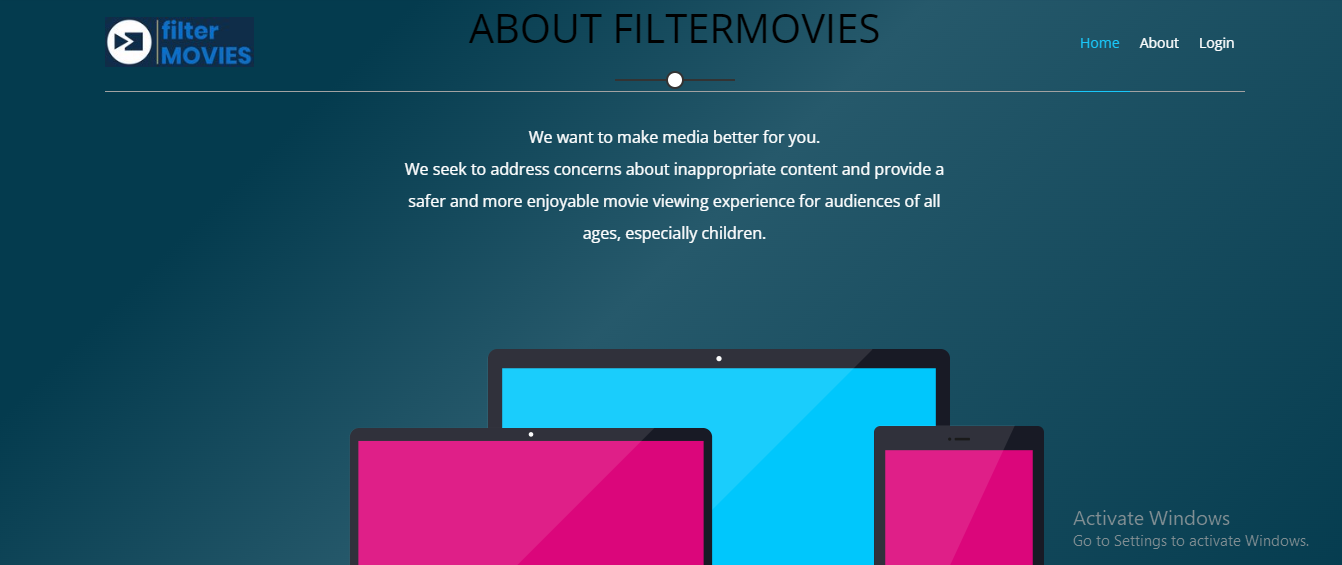 filter
MOVIES
ABOUT FILTERMOVIES
Home About Login
We want to make media better for you.
We seek to address concerns about inappropriate content and provide a
safer and more enjoyable movie viewing experience for audiences of all
ages, especially children.
Activate Windows
Go to Settings to activate Windows.